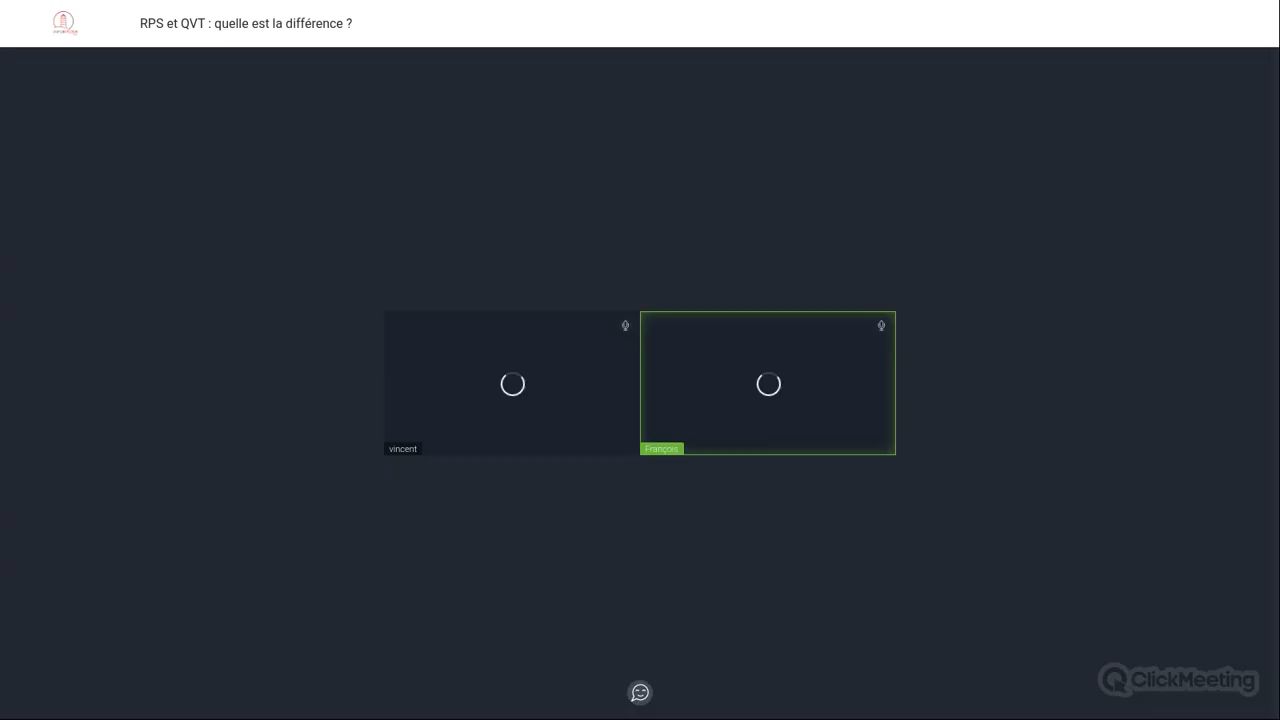 RPS et QVT : quelle est la différence ?
vincent
François
ClickMeeting